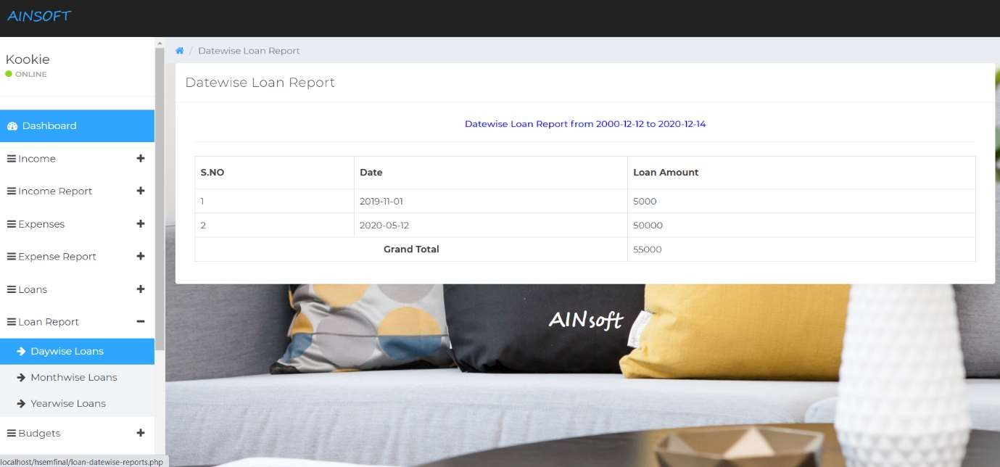 AINSOFT
Kookie
ONLINE
Dashboard
Income
Income Report
Expenses
Expense Report
Loans
Loan Report
Daywise Loans
Monthwise Loans
Yearwise Loans
Budgets
localhost/hsemfinal/loan-datewise-reports.php
/ Datewise Loan Report
Datewise Loan Report
Datewise Loan Report from 2000-12-12 to 2020-12-14
S.NO Date Loan Amount
1 2019-11-01 5000
2 2020-05-12 50000
Grand Total 55000
AINsoft